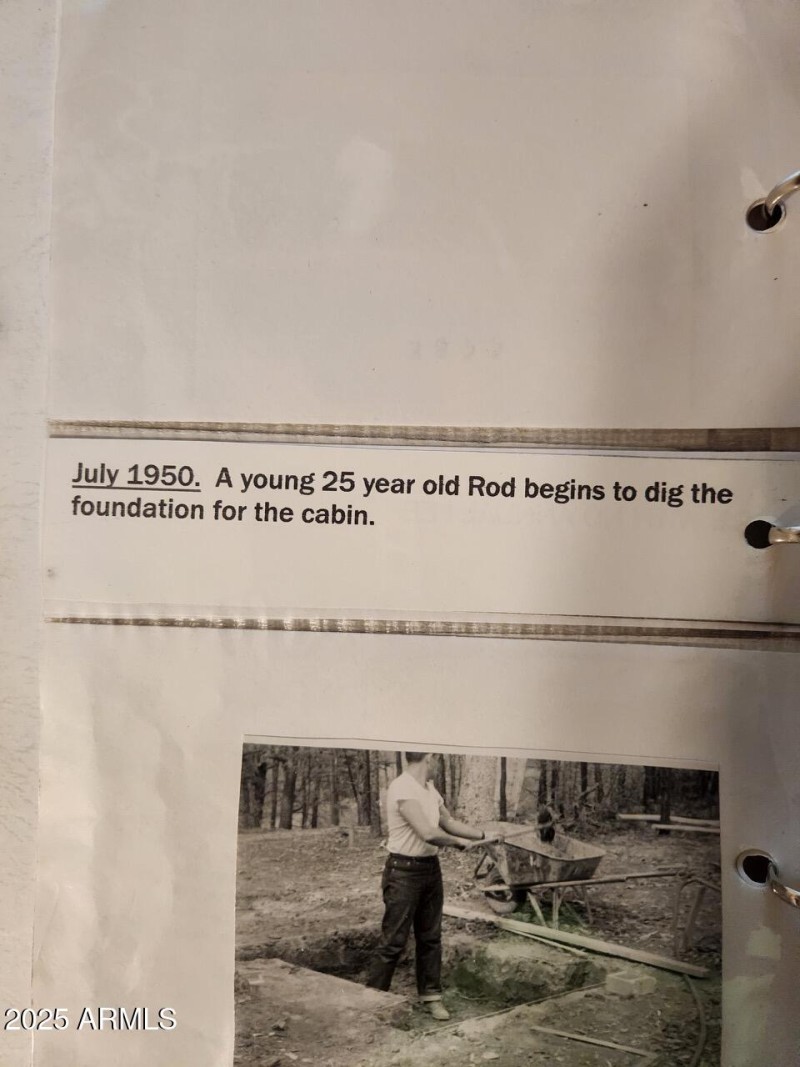 July 1950. A young 25 year old Rod begins to dig the
foundation for the cabin.
2025 ARMLS